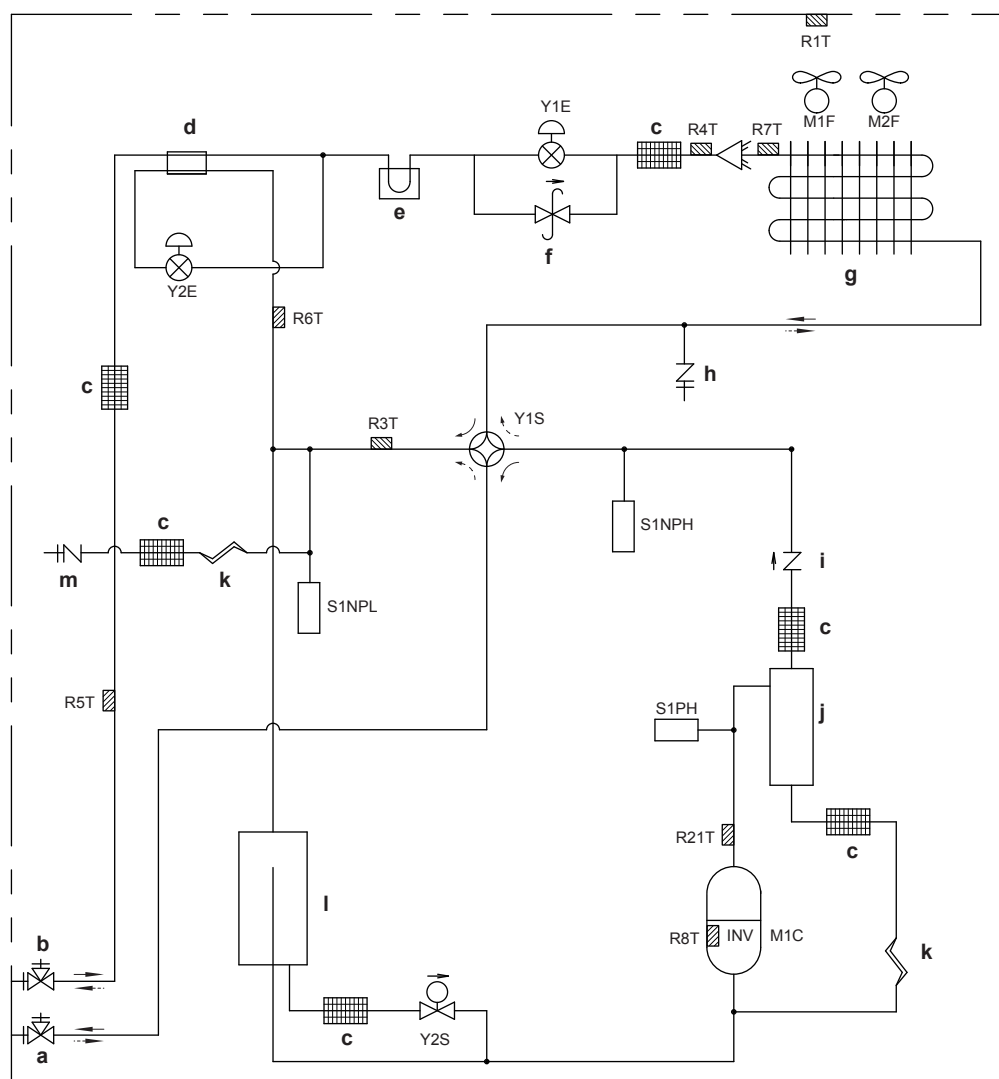 R1T
M1F
M2F
Y1E
c
R4T
R7T
d
e
f
g
Y2E
R6T
c
h
R3T
Y1S
S1NPH
c
m
k
i
S1NPL
c
R5T
S1PH
j
R21T
c
l
R8T
INV
M1C
b
k
a
c
Y2S